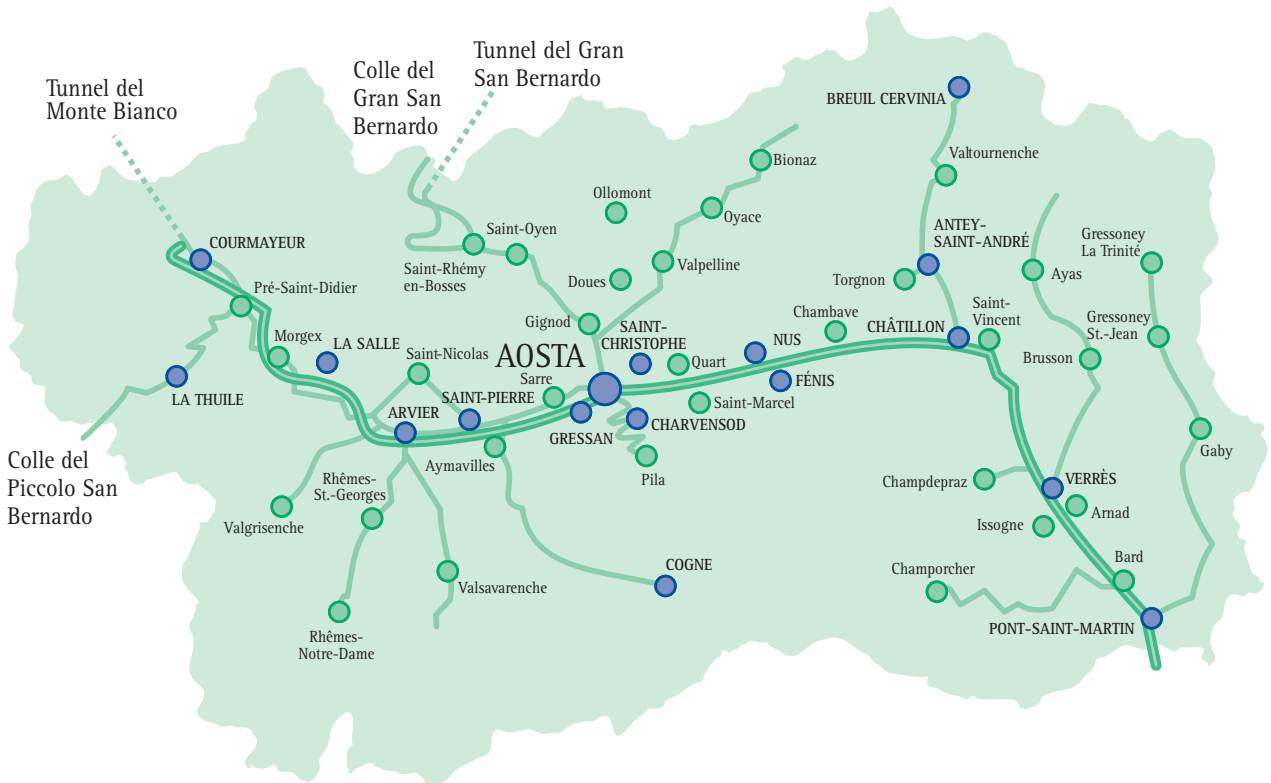 Tunnel del
Monte Bianco
Colle del
Gran San
Bernardo
Tunnel del Gran
San Bernardo
BREUIL CERVINIA
Valtournenche
Bionaz
Ollomont
Oyace
Saint-Oyen
Saint-Rhémy
en-Bosses
Valpelline
Doues
COURMAYEUR
Pré-Saint-Didier
ANTEY-
SAINT-ANDRÉ
Torgnon
Ayas
Gressoney
La Trinité
Gressoney
St.-Jean
Gignod
SAINT-
CHRISTOPHE
Chambave
CHÂTILLON
Saint-
Vincent
Brusson
Morgex
LA SALLE
Saint-Nicolas
AOSTA
Quart
NUS
FÉNIS
LA THUILE
Sarre
SAINT-PIERRE
ARVIER
GRESSAN
CHARVENSOD
Saint-Marcel
Aymavilles
Pila
Gaby
Colle del
Piccolo San
Bernardo
Valgrisenche
Rhêmes-
St.-Georges
Champdepraz
VERRÈS
Arnad
Issogne
Valsavarenche
COGNE
Champorcher
Bard
Rhêmes-
Notre-Dame
PONT-SAINT-MARTIN